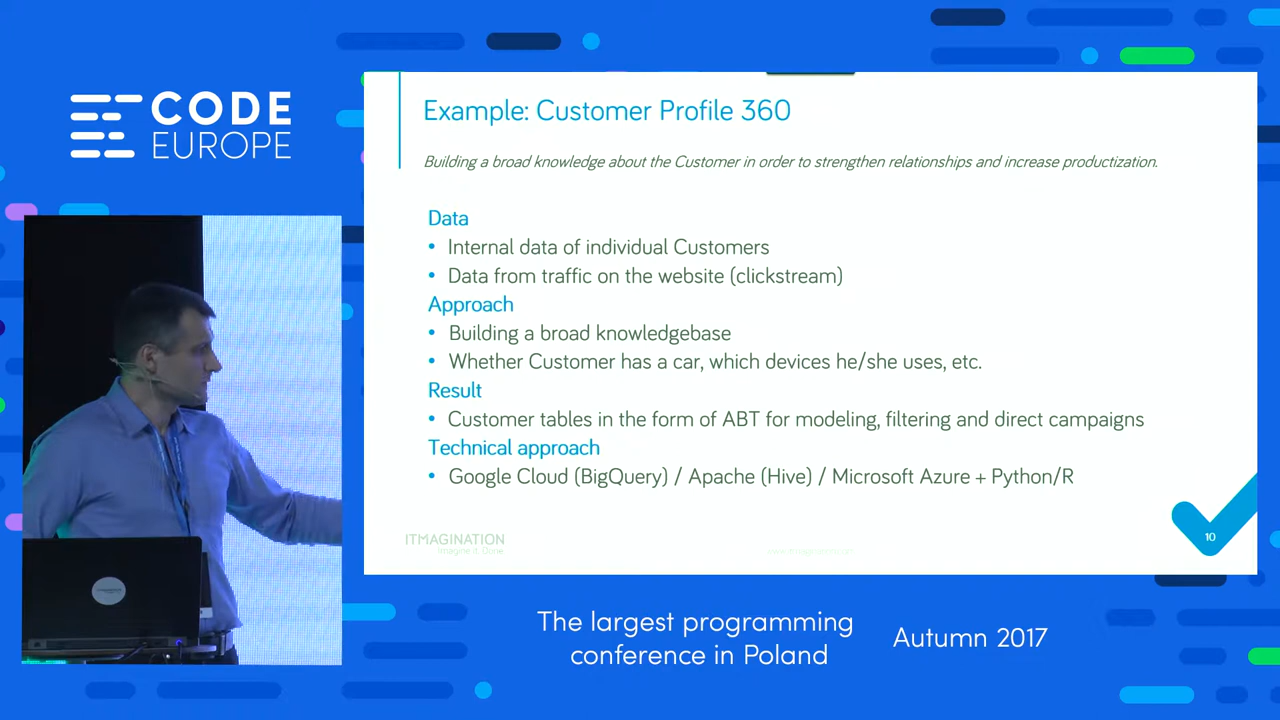 CODE
EUROPE
Example: Customer Profile 360
Building a broad knowledge about the Customer in order to strengthen relationships and increase productization.
Data
• Internal data of individual Customers
• Data from traffic on the website (clickstream)
Approach
• Building a broad knowledgebase
• Whether Customer has a car, which devices he/she uses, etc.
Result
• Customer tables in the form of ABT for modeling, filtering and direct campaigns
Technical approach
• Google Cloud (BigQuery) / Apache (Hive) / Microsoft Azure + Python/R
ITMAGINATION
Imagine it. Done.
10
The largest programming
conference in Poland
Autumn 2017